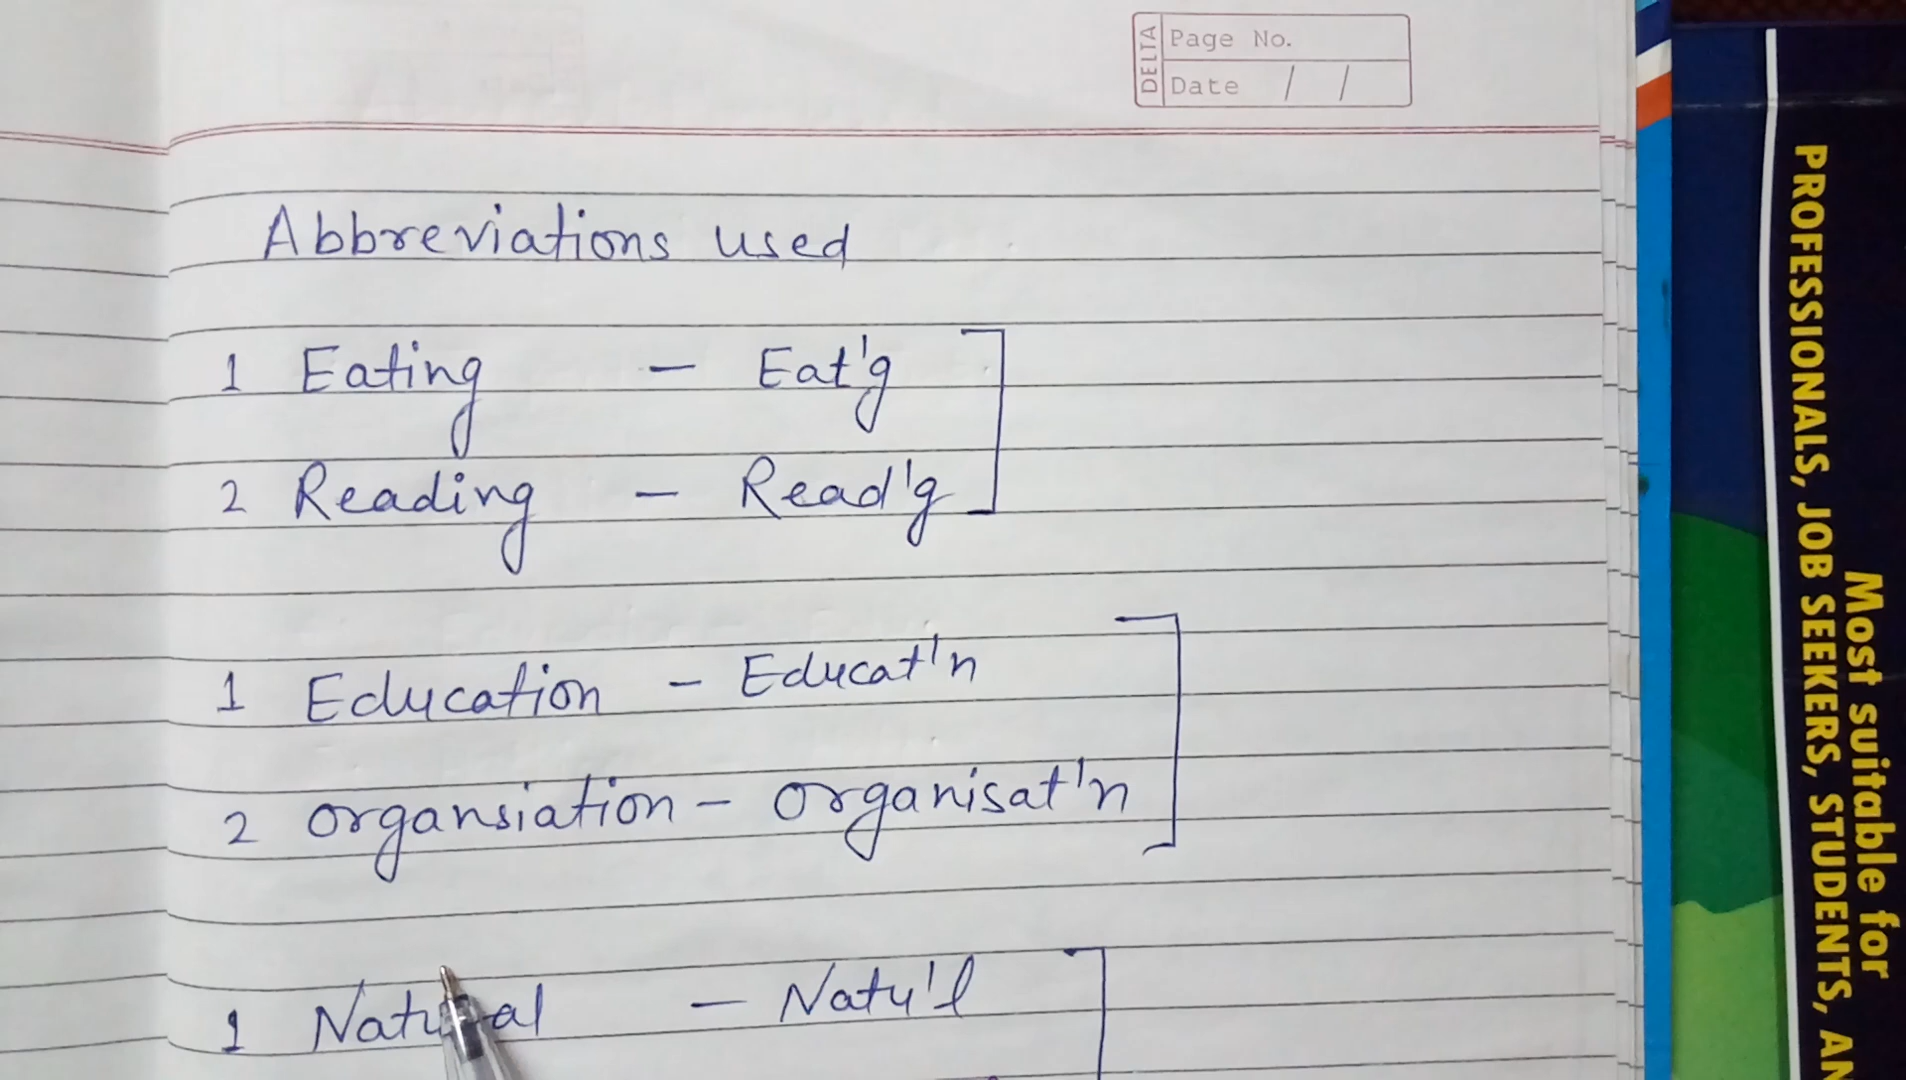 DELTA
Page No.
Date / /
Abbreviations used
1 Eating — Eat'g
2 Reading — Read'g
1 Education - Educat'n
2 organsiation - organisat'n
1 Natural — Natu'l
Most suitable for
PROFESSIONALS, JOB SEEKERS, STUDENTS, AN